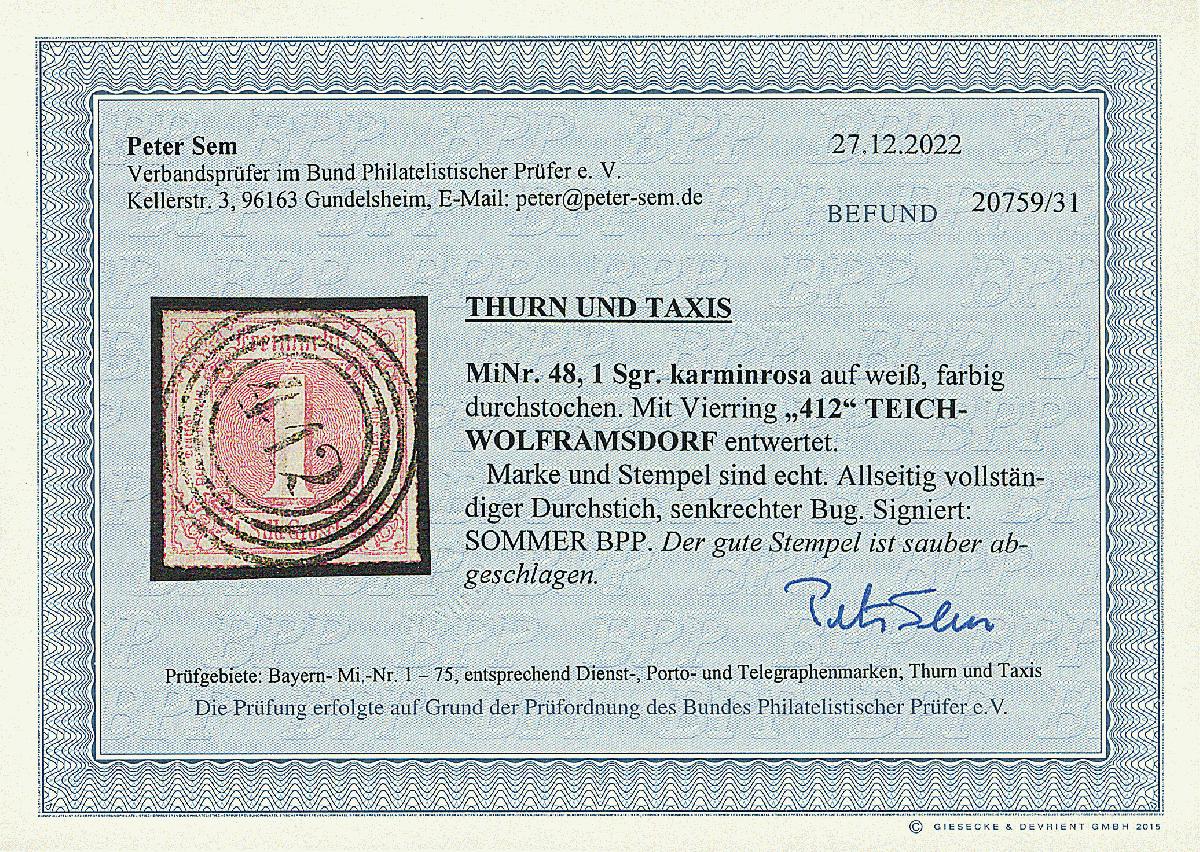 Peter Sem
Verbandsprüfer im Bund Philatelistischer Prüfer e. V.
Kellerstr. 3, 96163 Gundelsheim, E-Mail: peter@peter-sem.de
27.12.2022
BEFUND 20759/31
THURN UND TAXIS
MiNr. 48, 1 Sgr. karminrosa auf weiß, farbig
durchstochen. Mit Vierring „412“ TEICH-
WOLFRAMSDORF entwertet.
Marke und Stempel sind echt. Allseitig vollstän-
diger Durchstich, senkrechter Bug. Signiert:
SOMMER BPP. Der gute Stempel ist sauber ab-
geschlagen.
1
412
Peter Sem
Prüfgebiete: Bayern- Mi.-Nr. 1 – 75, entsprechend Dienst-, Porto- und Telegraphenmarken; Thurn und Taxis
Die Prüfung erfolgte auf Grund der Prüfordnung des Bundes Philatelistischer Prüfer e.V.
© GIESECKE & DEVRIENT GMBH 2015